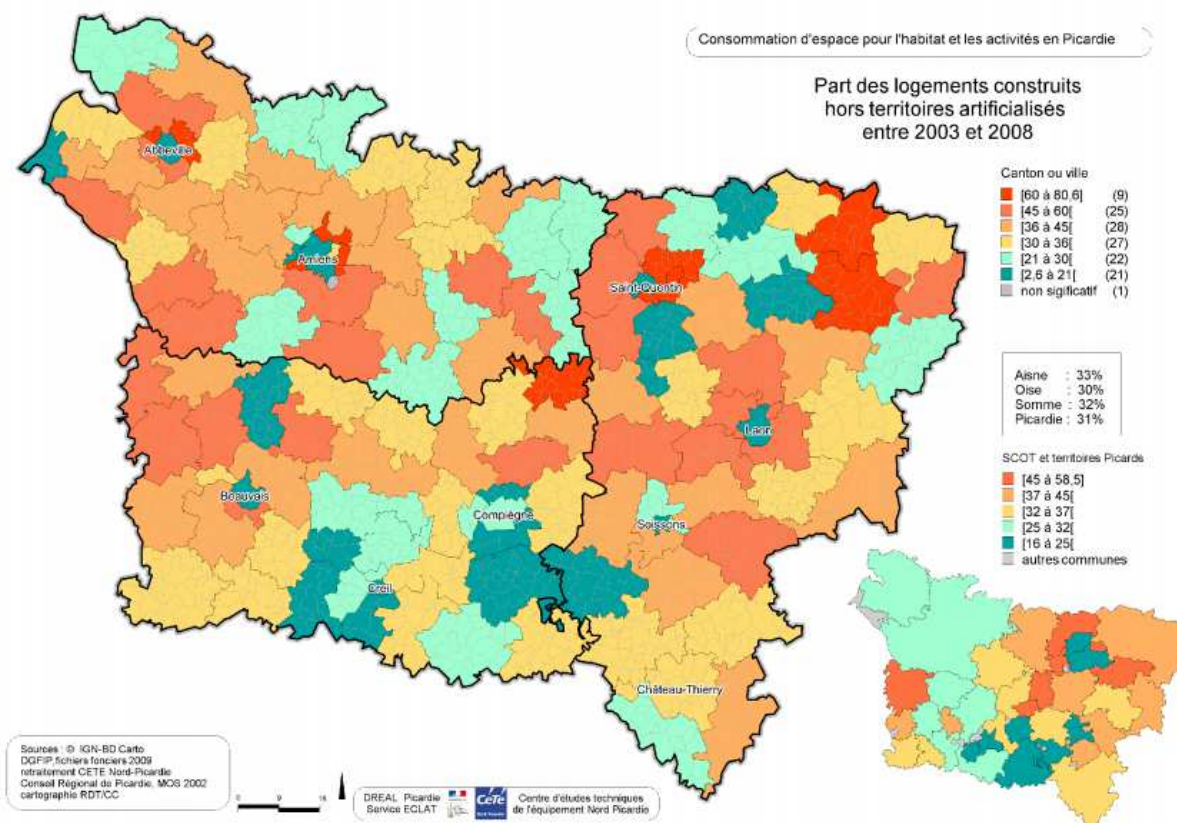 Consommation d'espace pour l'habitat et les activités en Picardie
Part des logements construits
hors territoires artificialisés
entre 2003 et 2008
Canton ou ville
[60 à 80,6] (9)
[45 à 60[ (25)
[36 à 45[ (28)
[30 à 36[ (27)
[21 à 30[ (22)
[2,6 à 21[ (21)
non sigificatif (1)
Aisne : 33%
Oise : 30%
Somme : 32%
Picardie : 31%
SCOT et territoires Picards
[45 à 58,5]
[37 à 45[
[32 à 37[
[25 à 32[
[16 à 25[
autres communes
Abbeville
Amiens
Saint-Quentin
Laon
Beauvais
Compiègne
Soissons
Creil
Château-Thierry
Sources : © IGN-BD Carto
DGFIP,fichiers fonciers 2009
retraitement CETE Nord-Picardie
Conseil Régional de Picardie, MOS 2002
cartographie RDT/CC
0 9 18
DREAL Picardie
Service ECLAT
CeTe
Nord Picardie
Centre d'études techniques
de l'équipement Nord Picardie